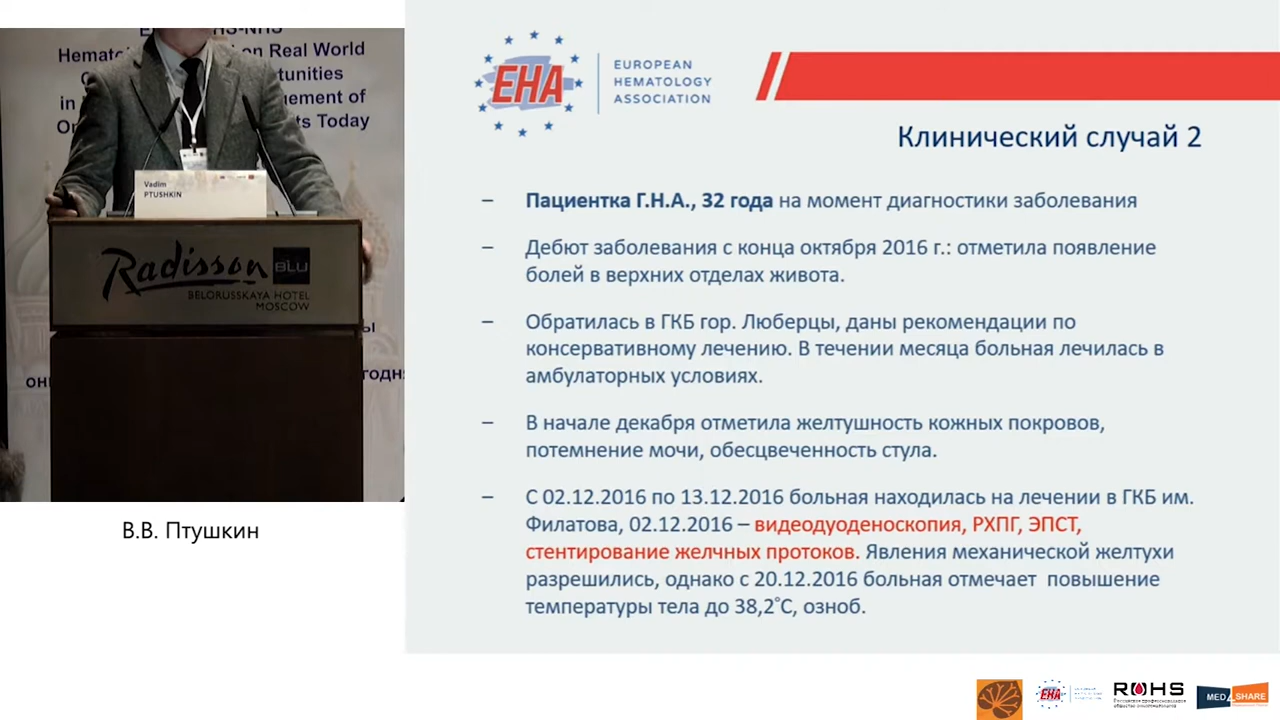 Hemato
on Real World
tunities
in
uement of
ts Today
Vadim
PTUSHKIN
Radisson
BLU
BELORUSSKAYA HOTEL
MOSCOW
В.В. Птушкин
EHA
EUROPEAN
HEMATOLOGY
ASSOCIATION
Клинический случай 2
– Пациентка Г.Н.А., 32 года на момент диагностики заболевания
– Дебют заболевания с конца октября 2016 г.: отметила появление
болей в верхних отделах живота.
– Обратилась в ГКБ гор. Люберцы, даны рекомендации по
консервативному лечению. В течении месяца больная лечилась в
амбулаторных условиях.
– В начале декабря отметила желтушность кожных покровов,
потемнение мочи, обесцвеченность стула.
– С 02.12.2016 по 13.12.2016 больная находилась на лечении в ГКБ им.
Филатова, 02.12.2016 – видеодуоденоскопия, РХПГ, ЭПСТ,
стентирование желчных протоков. Явления механической желтухи
разрешились, однако с 20.12.2016 больная отмечает повышение
температуры тела до 38,2˚С, озноб.
EHA
ROHS
MED SHARE